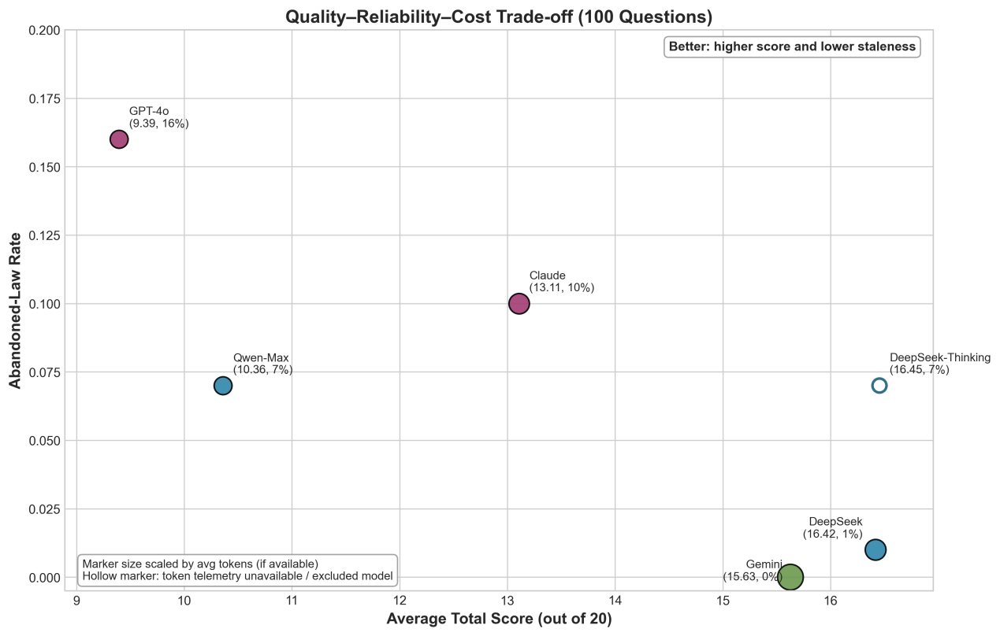 Quality–Reliability–Cost Trade-off (100 Questions)
Better: higher score and lower staleness
Abandoned-Law Rate
0.200
0.175
0.150
0.125
0.100
0.075
0.050
0.025
0.000
GPT-4o
(9.39, 16%)
Claude
(13.11, 10%)
Qwen-Max
(10.36, 7%)
DeepSeek-Thinking
(16.45, 7%)
DeepSeek
(16.42, 1%)
Gemini
(15.63, 0%)
Marker size scaled by avg tokens (if available)
Hollow marker: token telemetry unavailable / excluded model
9 10 11 12 13 14 15 16
Average Total Score (out of 20)